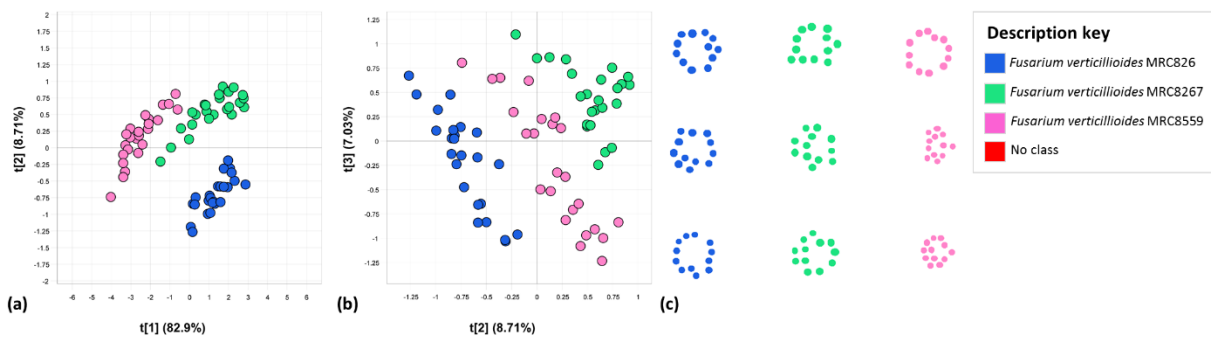 2
1.75
1.5
1.25
1
0.75
0.5
0.25
0
-0.25
-0.5
-0.75
-1
-1.25
-1.5
-1.75
-2
t[2] (8.71%)
-6 -5 -4 -3 -2 -1 0 1 2 3 4 5 6
(a)
t[1] (82.9%)
1.25
1
0.75
0.5
0.25
0
-0.25
-0.5
-0.75
-1
-1.25
t[3] (7.03%)
-1.25 -1 -0.75 -0.5 -0.25 0 0.25 0.5 0.75 1
(b)
t[2] (8.71%)
(c)
Description key
Fusarium verticillioides MRC826
Fusarium verticillioides MRC8267
Fusarium verticillioides MRC8559
No class